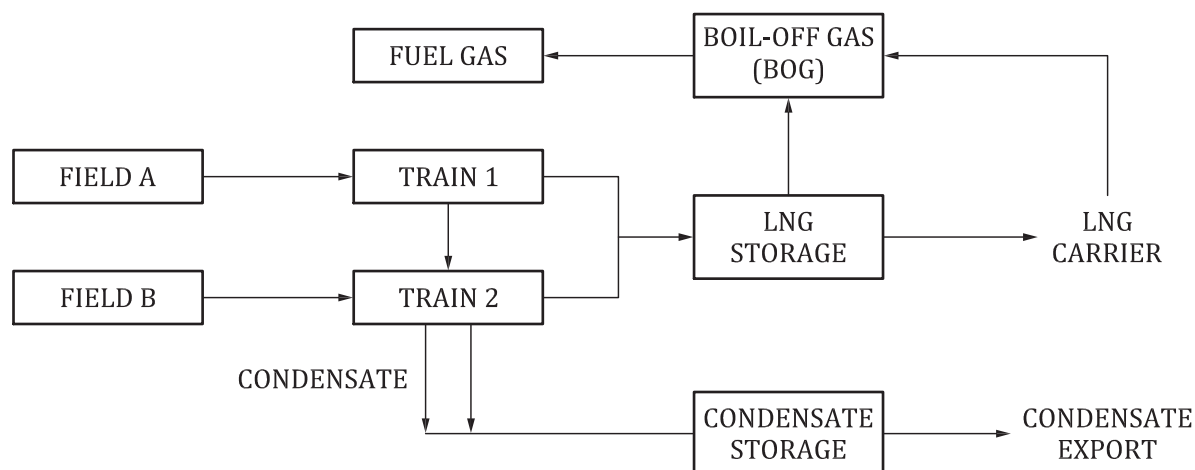 FUEL GAS
BOIL-OFF GAS
(BOG)
FIELD A
TRAIN 1
LNG
STORAGE
LNG
CARRIER
FIELD B
TRAIN 2
CONDENSATE
CONDENSATE
STORAGE
CONDENSATE
EXPORT